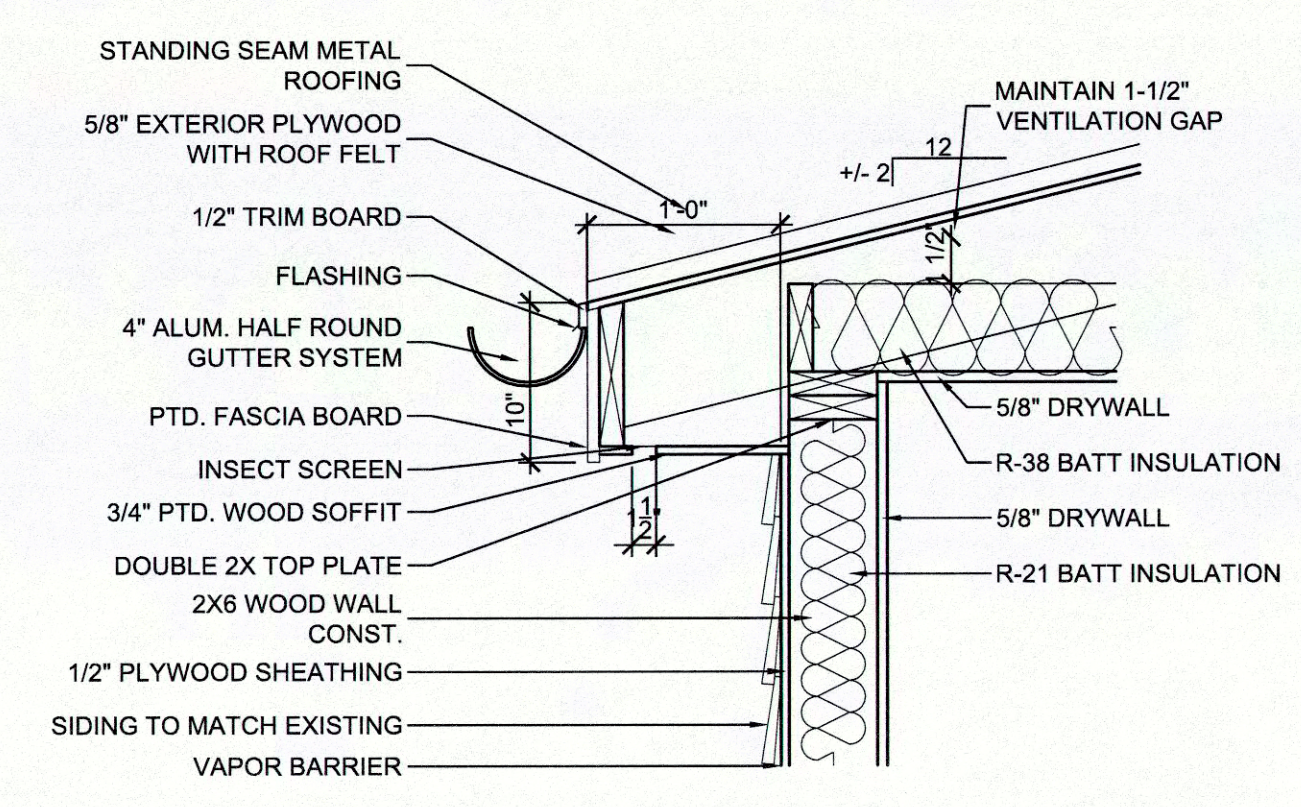 STANDING SEAM METAL
ROOFING
5/8" EXTERIOR PLYWOOD
WITH ROOF FELT
1/2" TRIM BOARD
FLASHING
4" ALUM. HALF ROUND
GUTTER SYSTEM
PTD. FASCIA BOARD
INSECT SCREEN
3/4" PTD. WOOD SOFFIT
DOUBLE 2X TOP PLATE
2X6 WOOD WALL
CONST.
1/2" PLYWOOD SHEATHING
SIDING TO MATCH EXISTING
VAPOR BARRIER
1'-0"
10"
1 1/2
12
+/- 2
1 1/2"
MAINTAIN 1-1/2"
VENTILATION GAP
5/8" DRYWALL
R-38 BATT INSULATION
5/8" DRYWALL
R-21 BATT INSULATION